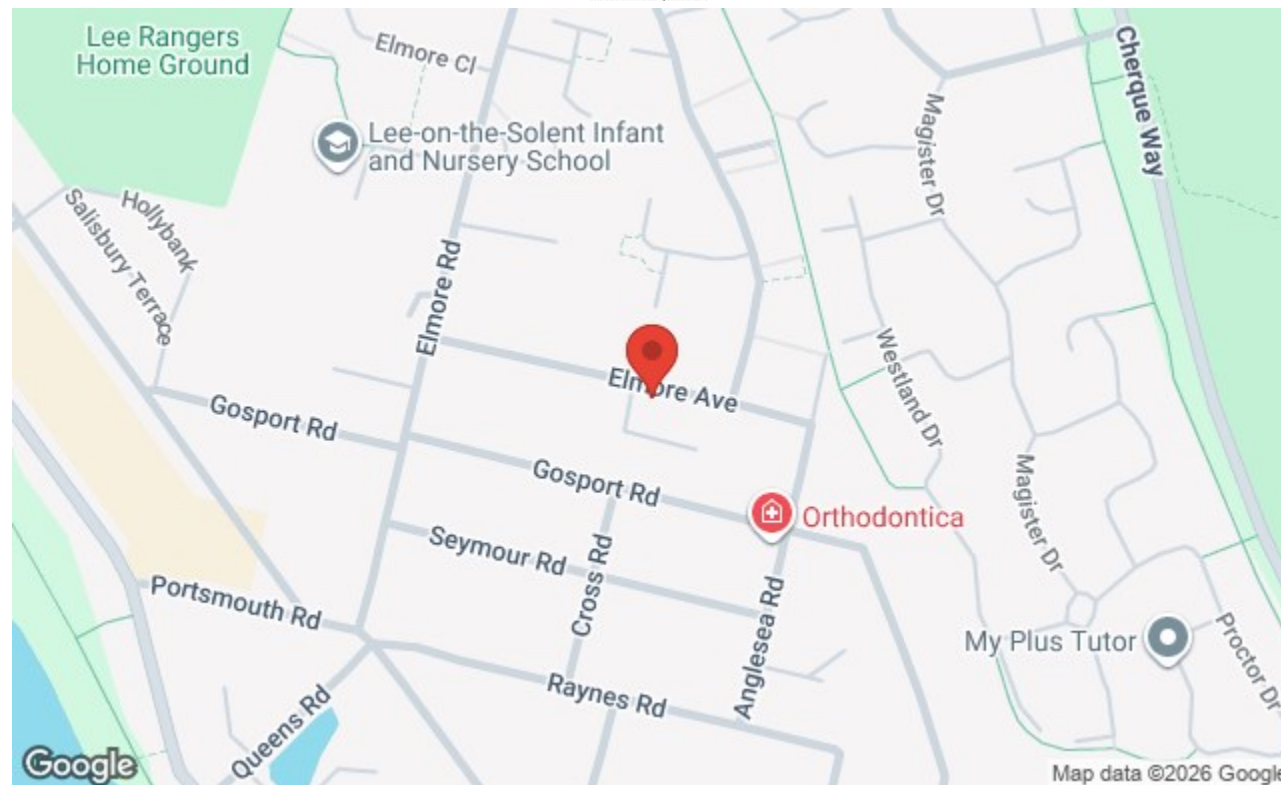 Lee Rangers
Home Ground
Elmore Cl
Cherque Way
Magister Dr
Lee-on-the-Solent Infant
and Nursery School
Hollybank
Salisbury Terrace
Elmore Rd
Elmore Ave
Westland Dr
Gosport Rd
Gosport Rd
Magister Dr
Orthodontica
Seymour Rd
Cross Rd
Portsmouth Rd
Anglesea Rd
My Plus Tutor
Proctor Dr
Raynes Rd
Queens Rd
Google
Map data ©2026 Google